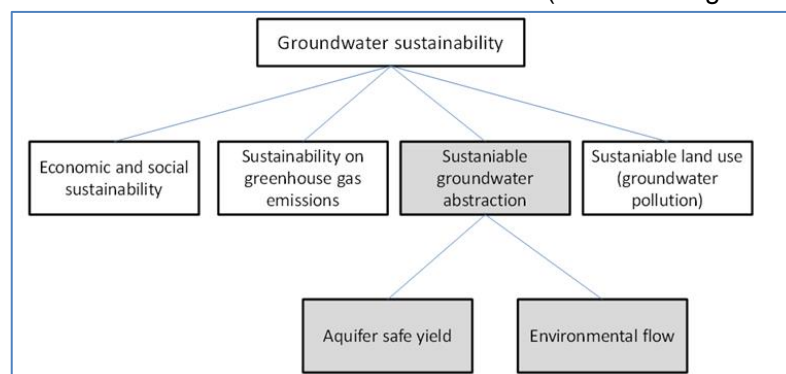 Groundwater sustainability
Economic and social
sustainability
Sustainability on
greenhouse gas
emissions
Sustaniable
groundwater
abstraction
Sustaniable land use
(groundwater
pollution)
Aquifer safe yield
Environmental flow